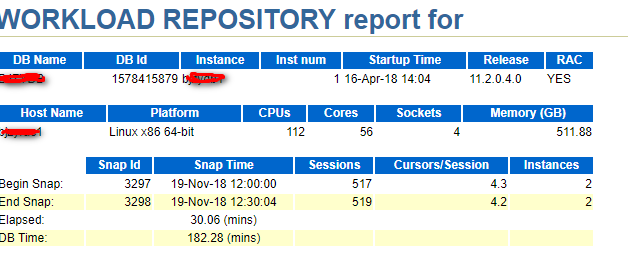 WORKLOAD REPOSITORY report for
DB Name DB Id Instance Inst num Startup Time Release RAC
1578415879 1 16-Apr-18 14:04 11.2.0.4.0 YES
Host Name Platform CPUs Cores Sockets Memory (GB)
Linux x86 64-bit 112 56 4 511.88
Snap Id Snap Time Sessions Cursors/Session Instances
Begin Snap: 3297 19-Nov-18 12:00:00 517 4.3 2
End Snap: 3298 19-Nov-18 12:30:04 519 4.2 2
Elapsed: 30.06 (mins)
DB Time: 182.28 (mins)